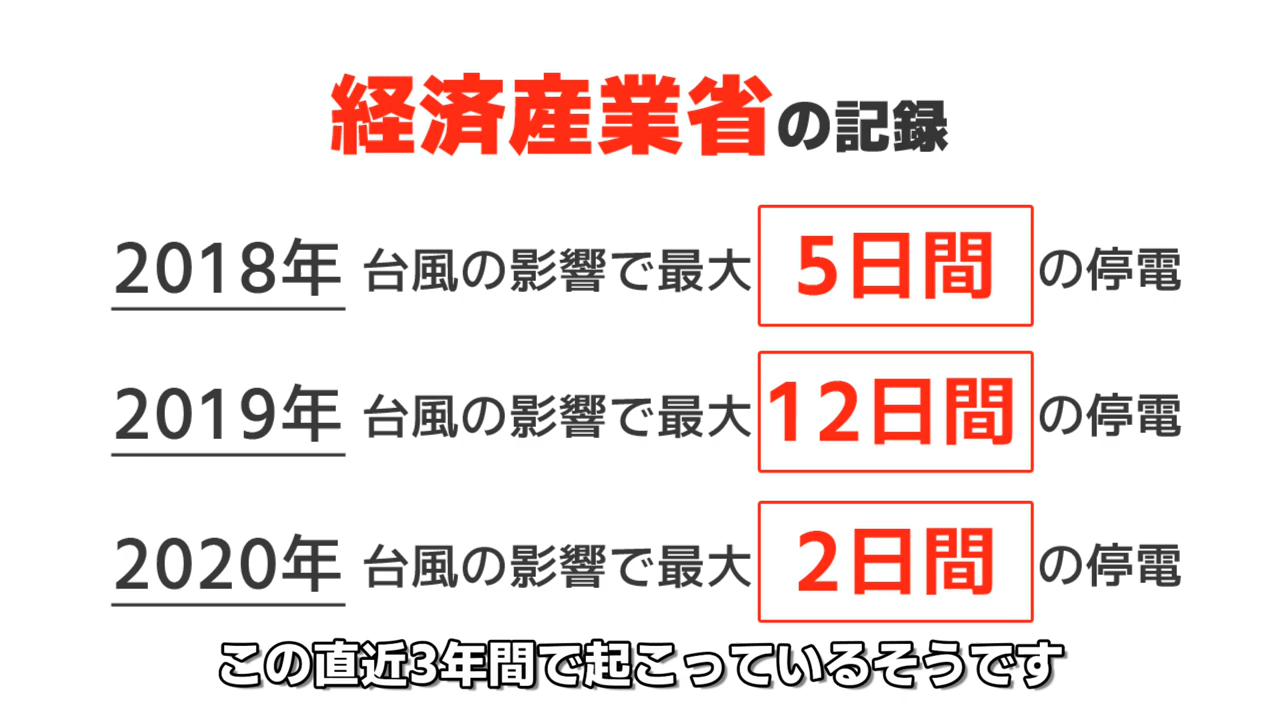 経済産業省の記録
2018年 台風の影響で最大 5日間 の停電
2019年 台風の影響で最大 12日間 の停電
2020年 台風の影響で最大 2日間 の停電
この直近3年間で起こっているそうです